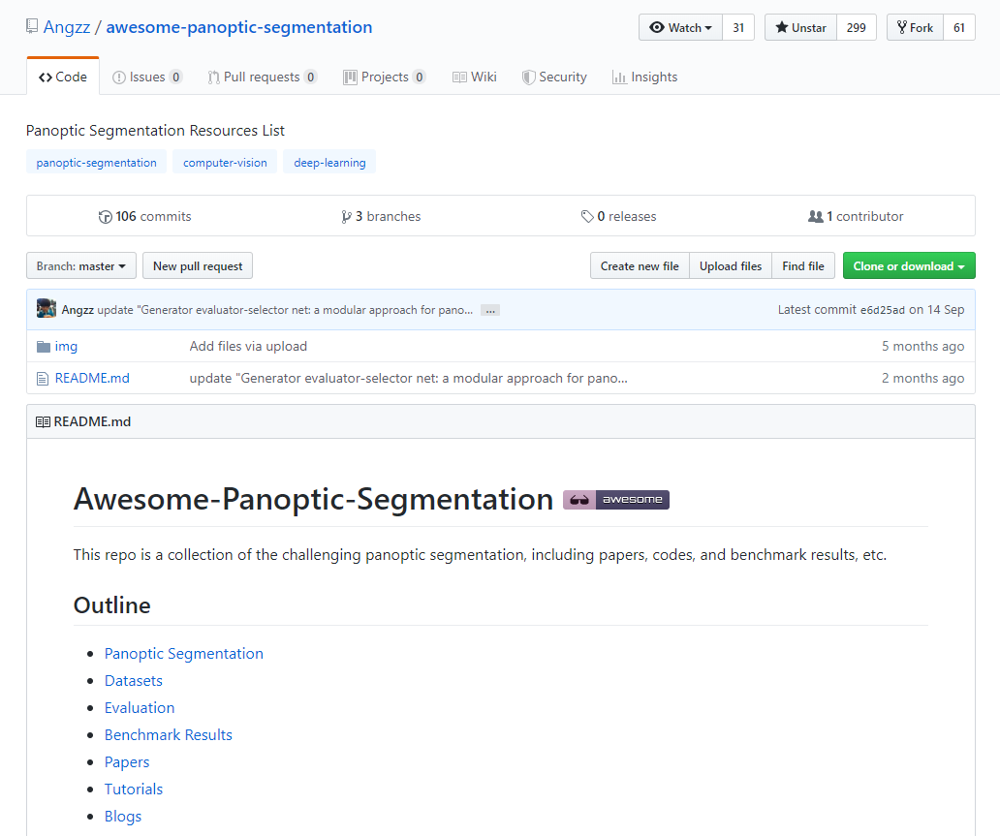 Angzz / awesome-panoptic-segmentation
Watch 31 Unstar 299 Fork 61
Code Issues 0 Pull requests 0 Projects 0 Wiki Security Insights
Panoptic Segmentation Resources List
panoptic-segmentation computer-vision deep-learning
106 commits 3 branches 0 releases 1 contributor
Branch: master New pull request Create new file Upload files Find file Clone or download
Angzz update "Generator evaluator-selector net: a modular approach for pano... ... Latest commit e6d25ad on 14 Sep
img Add files via upload 5 months ago
README.md update "Generator evaluator-selector net: a modular approach for pano... 2 months ago
README.md
Awesome-Panoptic-Segmentation awesome
This repo is a collection of the challenging panoptic segmentation, including papers, codes, and benchmark results, etc.
Outline
Panoptic Segmentation
Datasets
Evaluation
Benchmark Results
Papers
Tutorials
Blogs